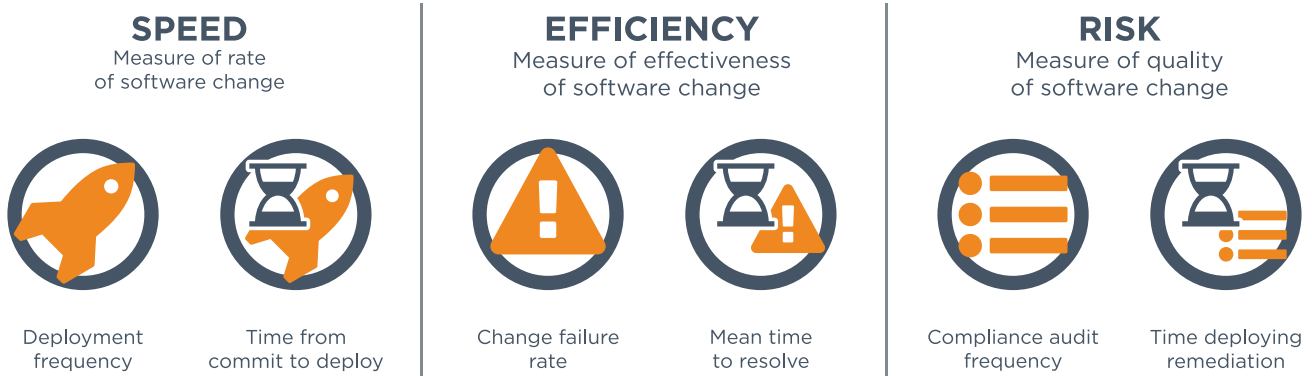 SPEED
Measure of rate
of software change
Deployment
frequency
Time from
commit to deploy
EFFICIENCY
Measure of effectiveness
of software change
Change failure
rate
Mean time
to resolve
RISK
Measure of quality
of software change
Compliance audit
frequency
Time deploying
remediation